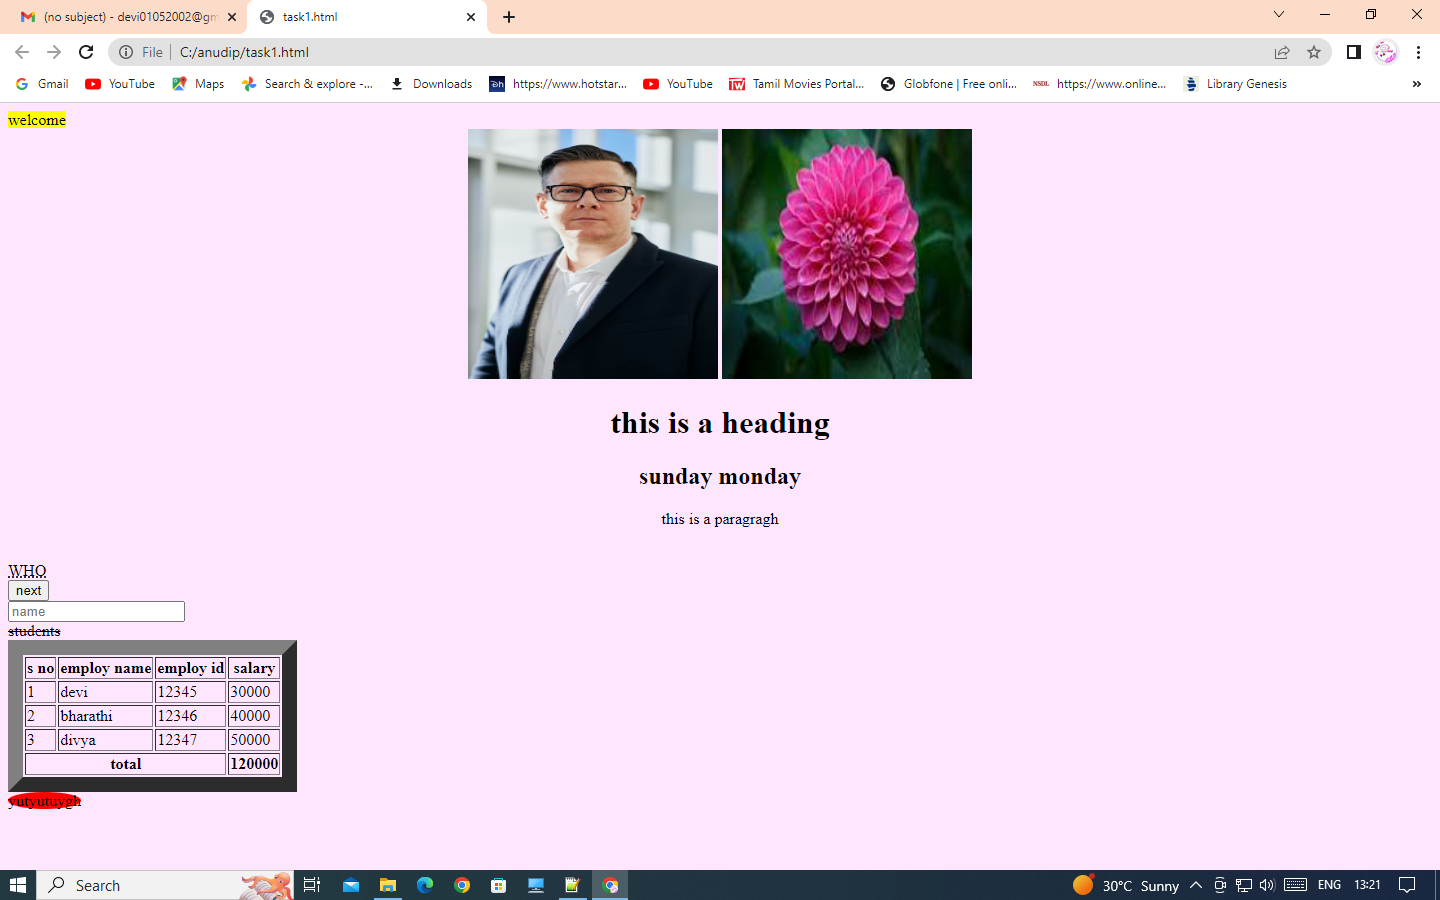 (no subject) - devi01052002@gm
task1.html
File
C:/anudip/task1.html
Gmail
YouTube
Maps
Search & explore -...
Downloads
https://www.hotstar...
YouTube
Tamil Movies Portal...
Globfone | Free onli...
NSDL
https://www.online...
Library Genesis
»
welcome
this is a heading
sunday monday
this is a paragragh
WHO
next
name
students
s no employ name employ id salary
1 devi 12345 30000
2 bharathi 12346 40000
3 divya 12347 50000
total 120000
yutyutuygh
Search
30°C Sunny
ENG
13:21